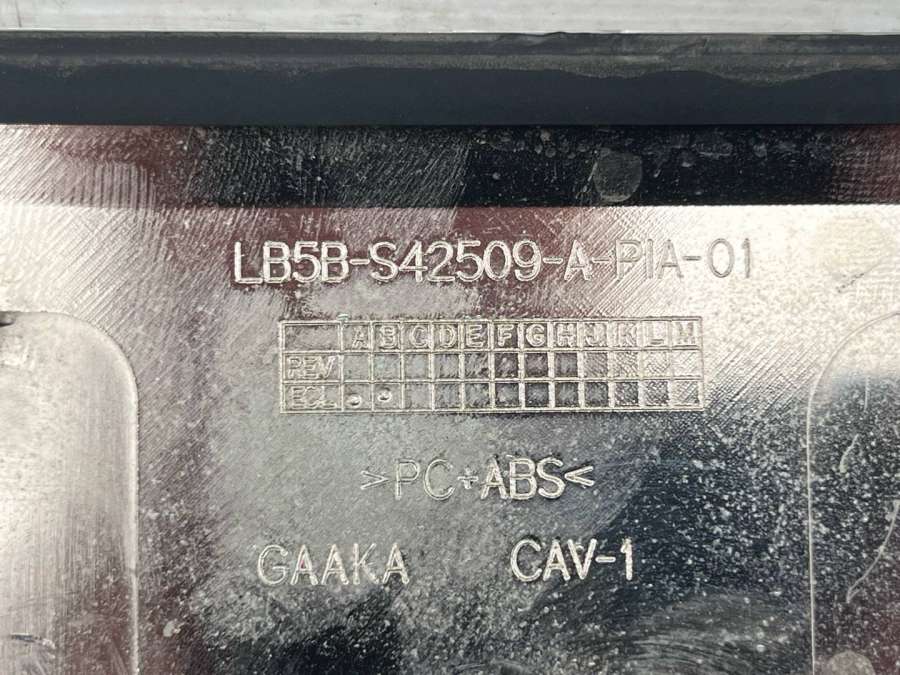 LB5B-S42509-A-PIA-01
A B C D E F G H J K L M
REV
ECL
>PC+ABS<
GAAKA CAV-1